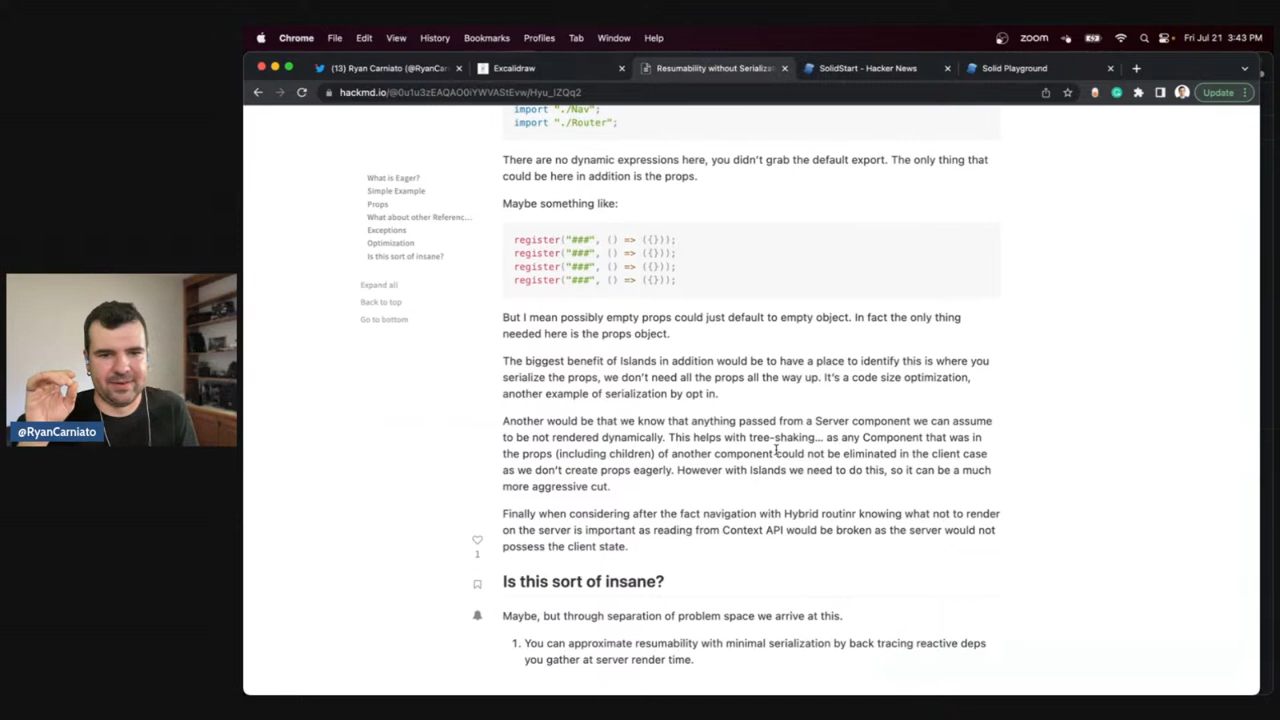 Chrome File Edit View History Bookmarks Profiles Tab Window Help zoom Fri Jul 21 3:43 PM
(13) Ryan Carniato (@RyanCar Excalidraw Resumability without Serializa SolidStart - Hacker News Solid Playground
hackmd.io/@0u1u3zEAQAO0iYWVAStEvw/Hyu_IZQq2 Update
import "./Nav";
import "./Router";
There are no dynamic expressions here, you didn't grab the default export. The only thing that
could be here in addition is the props.
Maybe something like:
register("###", () => ({}));
register("###", () => ({}));
register("###", () => ({}));
register("###", () => ({}));
But I mean possibly empty props could just default to empty object. In fact the only thing
needed here is the props object.
The biggest benefit of Islands in addition would be to have a place to identify this is where you
serialize the props, we don't need all the props all the way up. It's a code size optimization,
another example of serialization by opt in.
Another would be that we know that anything passed from a Server component we can assume
to be not rendered dynamically. This helps with tree-shaking... as any Component that was in
the props (including children) of another component could not be eliminated in the client case
as we don't create props eagerly. However with Islands we need to do this, so it can be a much
more aggressive cut.
Finally when considering after the fact navigation with Hybrid routinr knowing what not to render
on the server is important as reading from Context API would be broken as the server would not
possess the client state.
Is this sort of insane?
Maybe, but through separation of problem space we arrive at this.
1. You can approximate resumability with minimal serialization by back tracing reactive deps
you gather at server render time.
What is Eager?
Simple Example
Props
What about other Referenc...
Exceptions
Optimization
Is this sort of insane?
Expand all
Back to top
Go to bottom
1
@RyanCarniato